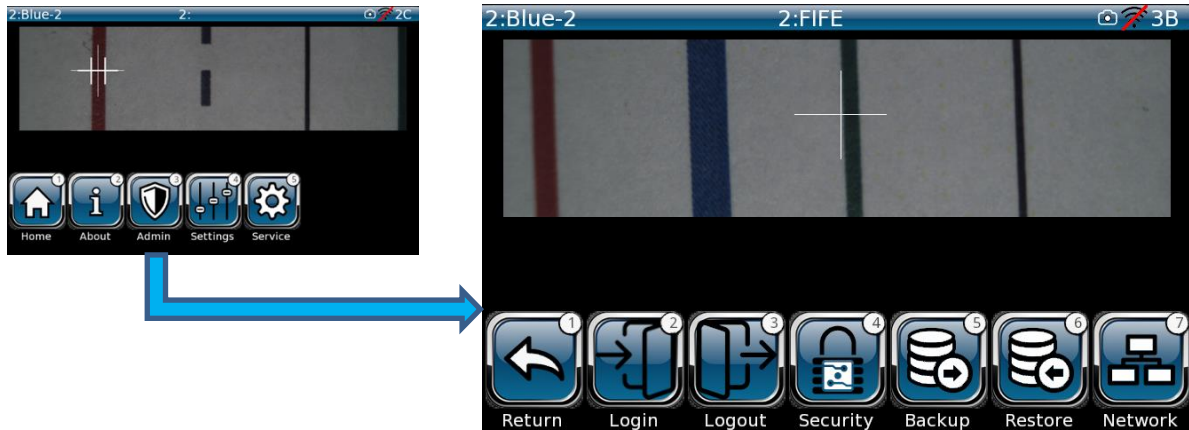 2:Blue-2 2: 2C
1 2 3 4 5
Home About Admin Settings Service
2:Blue-2 2:FIFE 3B
1 2 3 4 5 6 7
Return Login Logout Security Backup Restore Network